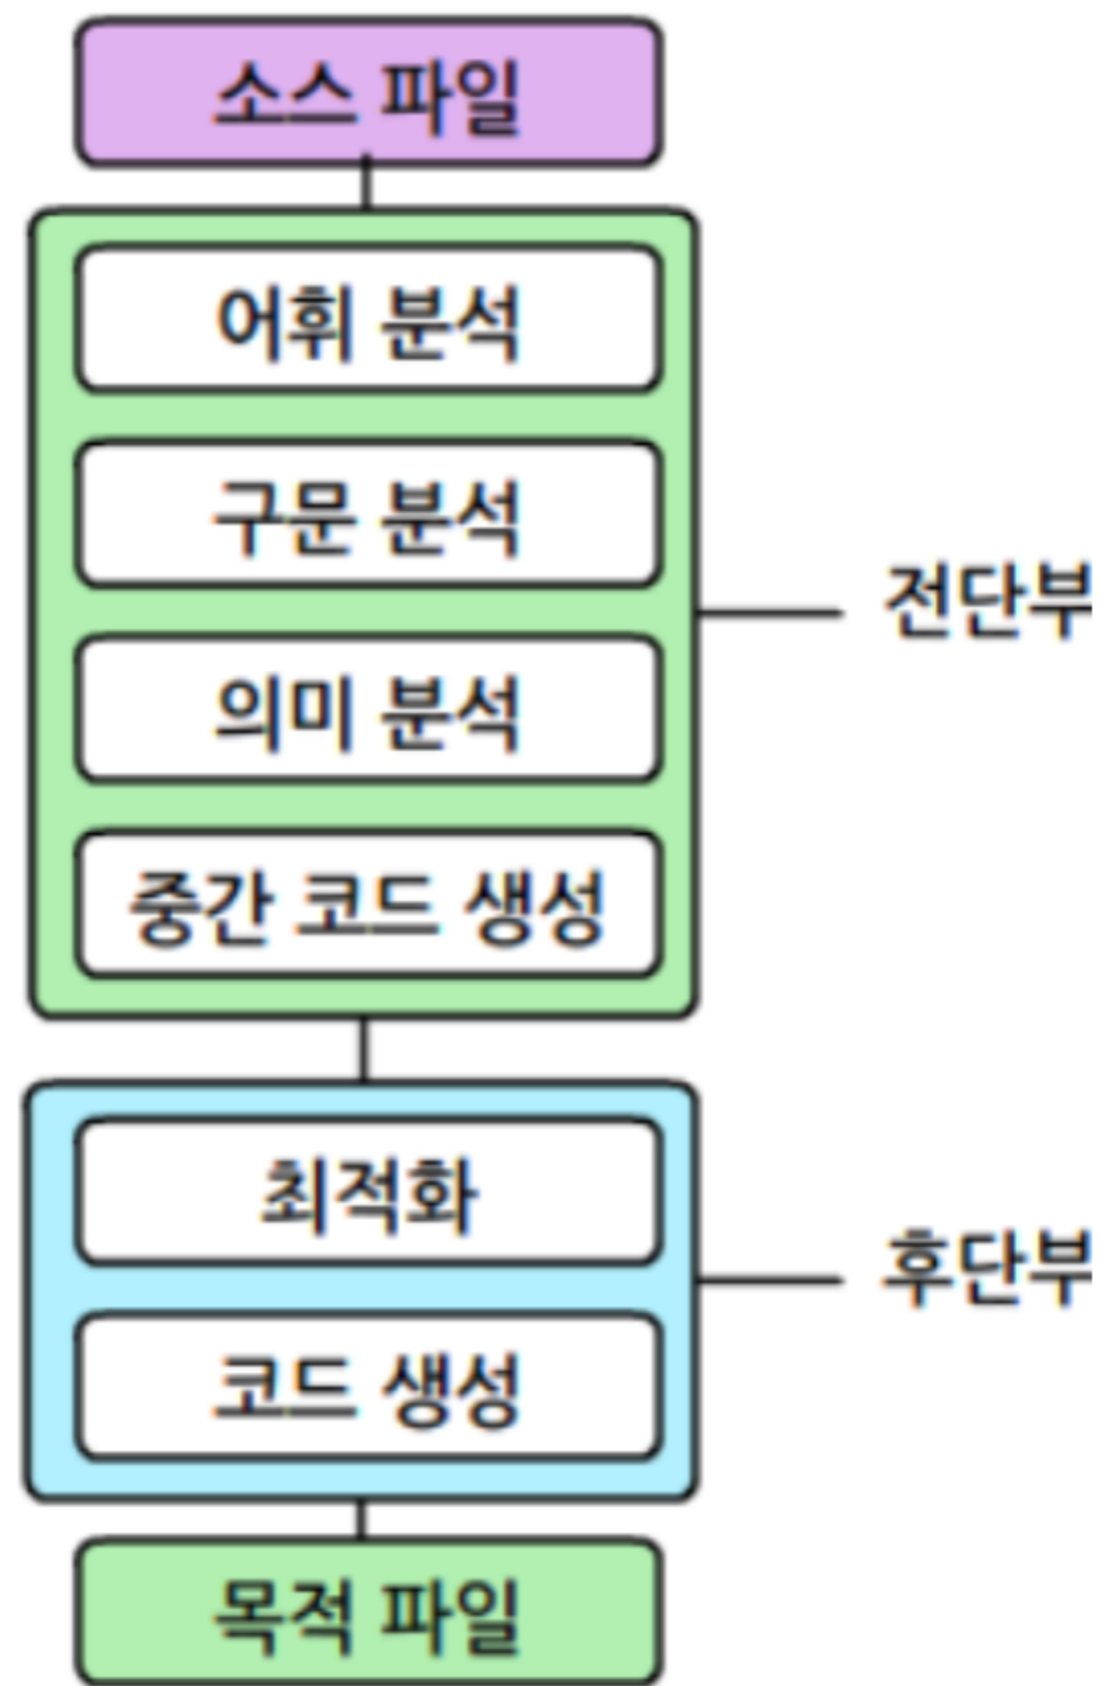 소스 파일
어휘 분석
구문 분석
전단부
의미 분석
중간 코드 생성
최적화
후단부
코드 생성
목적 파일